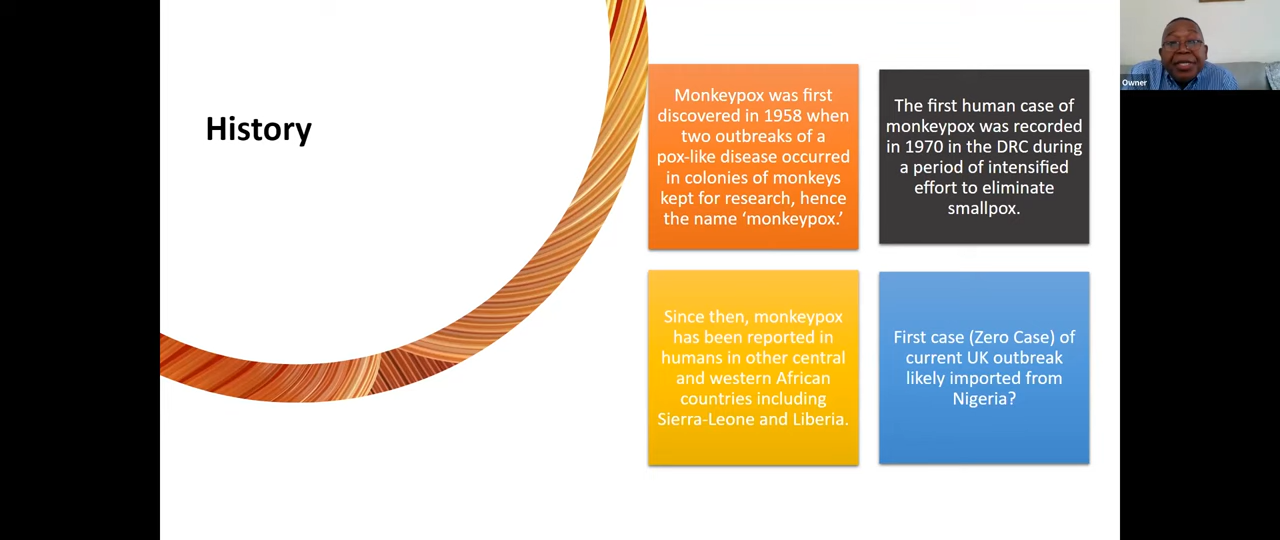 History
Monkeypox was first
discovered in 1958 when
two outbreaks of a
pox-like disease occurred
in colonies of monkeys
kept for research, hence
the name ‘monkeypox.’
The first human case of
monkeypox was recorded
in 1970 in the DRC during
a period of intensified
effort to eliminate
smallpox.
Since then, monkeypox
has been reported in
humans in other central
and western African
countries including
Sierra-Leone and Liberia.
First case (Zero Case) of
current UK outbreak
likely imported from
Nigeria?
Owner